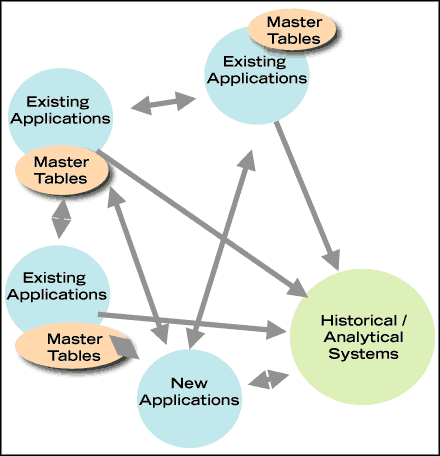 Master
Tables
Existing
Applications
Existing
Applications
Master
Tables
Existing
Applications
Master
Tables
Historical /
Analytical
Systems
New
Applications